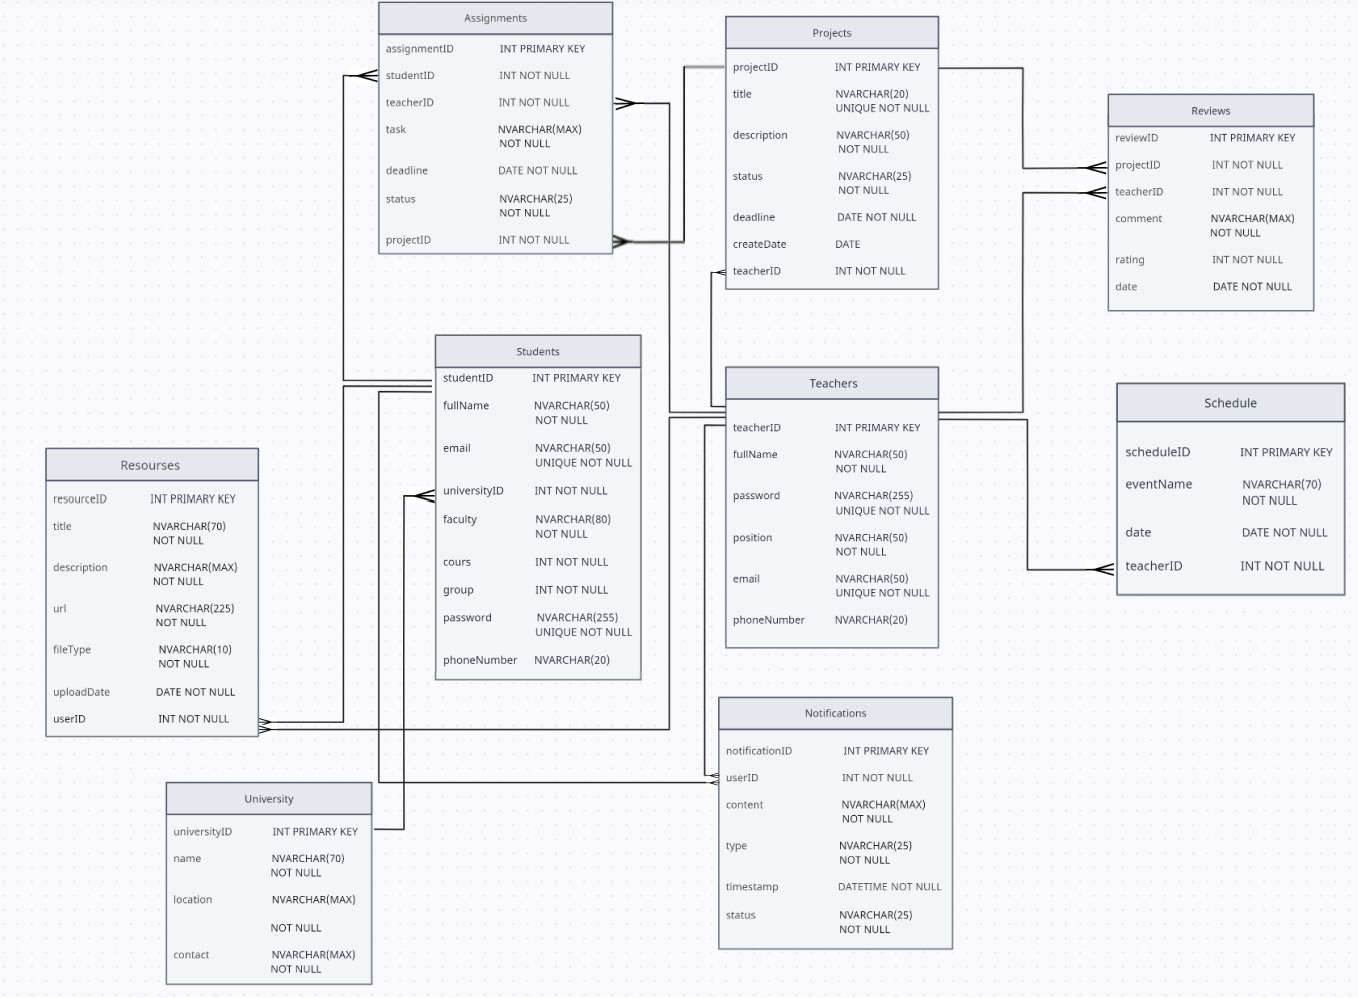 Assignments
assignmentID INT PRIMARY KEY
studentID INT NOT NULL
teacherID INT NOT NULL
task NVARCHAR(MAX)
NOT NULL
deadline DATE NOT NULL
status NVARCHAR(25)
NOT NULL
projectID INT NOT NULL
Projects
projectID INT PRIMARY KEY
title NVARCHAR(20)
UNIQUE NOT NULL
description NVARCHAR(50)
NOT NULL
status NVARCHAR(25)
NOT NULL
deadline DATE NOT NULL
createDate DATE
teacherID INT NOT NULL
Reviews
reviewID INT PRIMARY KEY
projectID INT NOT NULL
teacherID INT NOT NULL
comment NVARCHAR(MAX)
NOT NULL
rating INT NOT NULL
date DATE NOT NULL
Students
studentID INT PRIMARY KEY
fullName NVARCHAR(50)
NOT NULL
email NVARCHAR(50)
UNIQUE NOT NULL
universityID INT NOT NULL
faculty NVARCHAR(80)
NOT NULL
cours INT NOT NULL
group INT NOT NULL
password NVARCHAR(255)
UNIQUE NOT NULL
phoneNumber NVARCHAR(20)
Teachers
teacherID INT PRIMARY KEY
fullName NVARCHAR(50)
NOT NULL
password NVARCHAR(255)
UNIQUE NOT NULL
position NVARCHAR(50)
NOT NULL
email NVARCHAR(50)
UNIQUE NOT NULL
phoneNumber NVARCHAR(20)
Schedule
scheduleID INT PRIMARY KEY
eventName NVARCHAR(70)
NOT NULL
date DATE NOT NULL
teacherID INT NOT NULL
Resourses
resourceID INT PRIMARY KEY
title NVARCHAR(70)
NOT NULL
description NVARCHAR(MAX)
NOT NULL
url NVARCHAR(225)
NOT NULL
fileType NVARCHAR(10)
NOT NULL
uploadDate DATE NOT NULL
userID INT NOT NULL
University
universityID INT PRIMARY KEY
name NVARCHAR(70)
NOT NULL
location NVARCHAR(MAX)
NOT NULL
contact NVARCHAR(MAX)
NOT NULL
Notifications
notificationID INT PRIMARY KEY
userID INT NOT NULL
content NVARCHAR(MAX)
NOT NULL
type NVARCHAR(25)
NOT NULL
timestamp DATETIME NOT NULL
status NVARCHAR(25)
NOT NULL